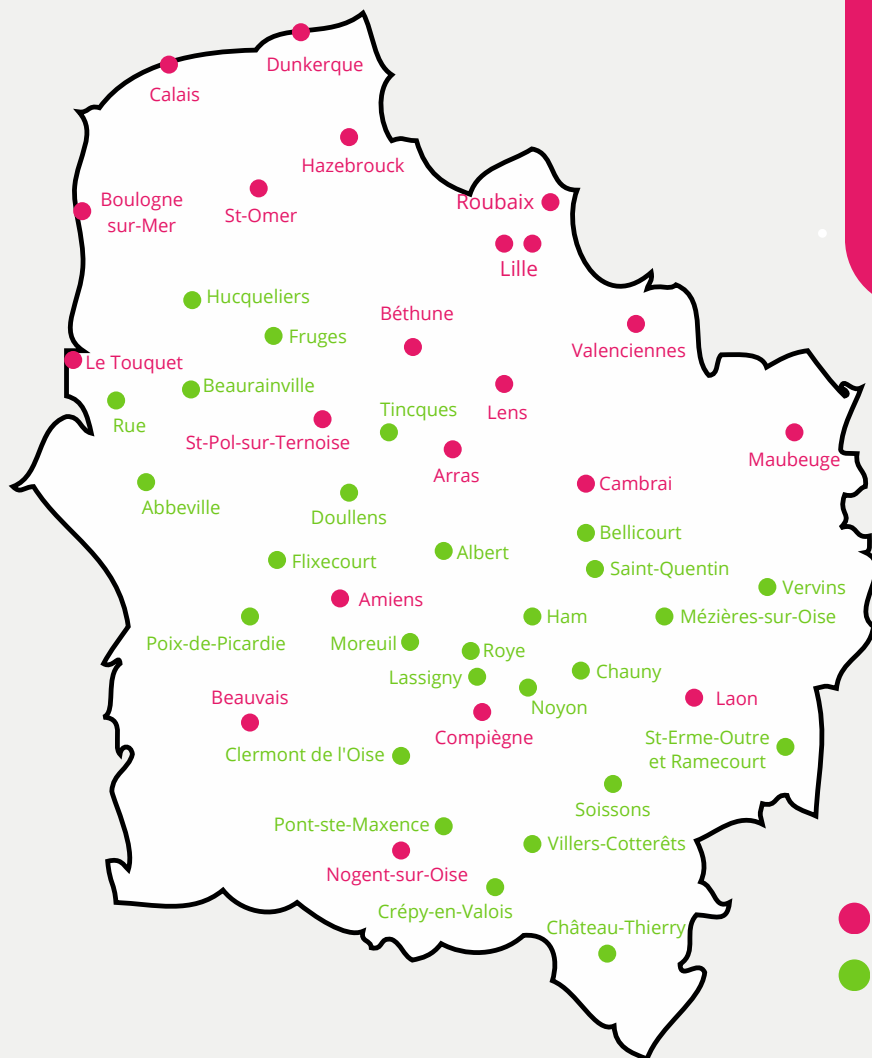 Dunkerque
Calais
Hazebrouck
Boulogne
sur-Mer
St-Omer
Roubaix
Lille
Hucqueliers
Béthune
Fruges
Valenciennes
Le Touquet
Beaurainville
Lens
Tincques
Rue
St-Pol-sur-Ternoise
Arras
Maubeuge
Cambrai
Abbeville
Doullens
Bellicourt
Albert
Flixecourt
Saint-Quentin
Vervins
Amiens
Ham
Mézières-sur-Oise
Poix-de-Picardie
Moreuil
Roye
Lassigny
Chauny
Beauvais
Laon
Noyon
Compiègne
St-Erme-Outre
et Ramecourt
Clermont de l'Oise
Soissons
Pont-ste-Maxence
Villers-Cotterêts
Nogent-sur-Oise
Crépy-en-Valois
Château-Thierry